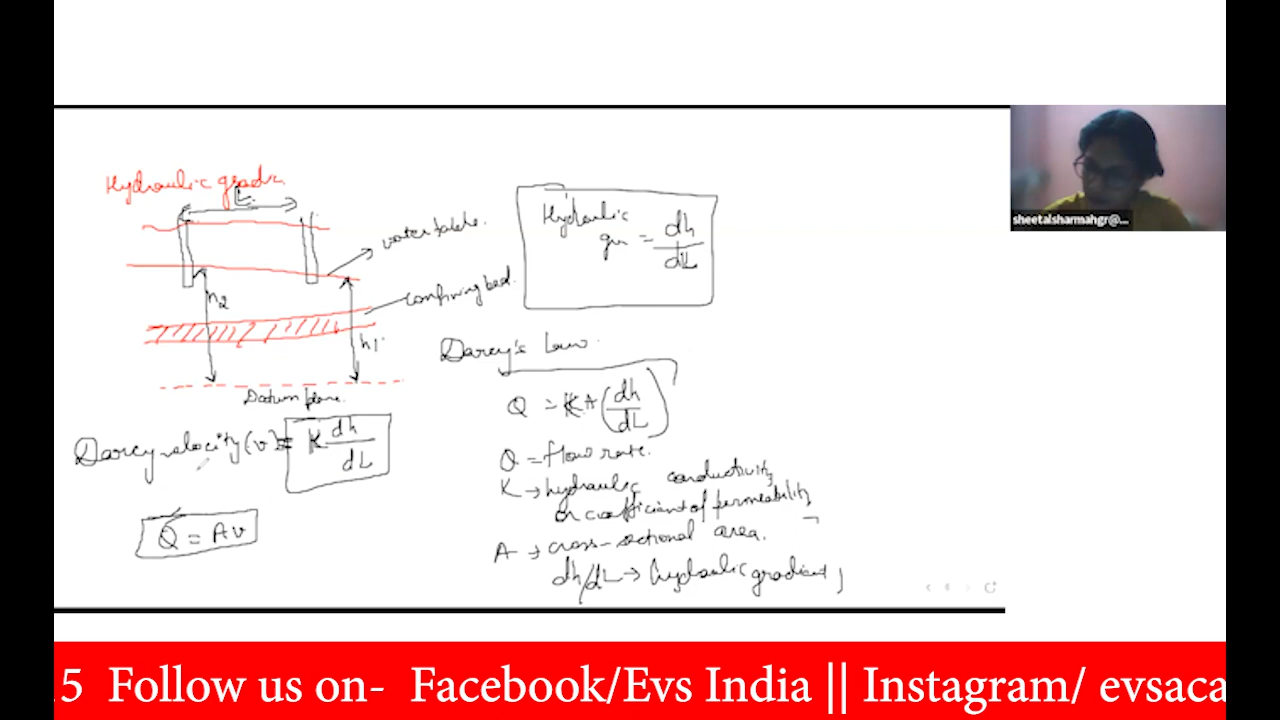 Hydraulic gradi.
L.
water table.
confining bed.
h2
h1.
Datum plane.
Darcy velocity (v) = K dh/dL
Q = Av
Hydraulic
gr = dh/dL
Darcy's Law.
Q = KA (dh/dL)
Q = flow rate.
K → hydraulic conductivity
or coefficient of permeability
A → cross-sectional area.
dh/dL → hydraulic gradient
sheetalsharmahgr@...
.5 Follow us on- Facebook/Evs India || Instagram/ evsaca